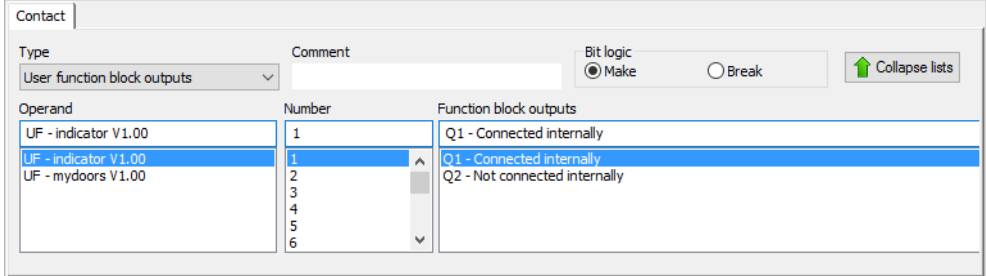 Contact
Type
Comment
Bit logic
User function block outputs
Make
Break
Collapse lists
Operand
Number
Function block outputs
UF - indicator V1.00
1
Q1 - Connected internally
UF - indicator V1.00
UF - mydoors V1.00
1
2
3
4
5
6
Q1 - Connected internally
Q2 - Not connected internally